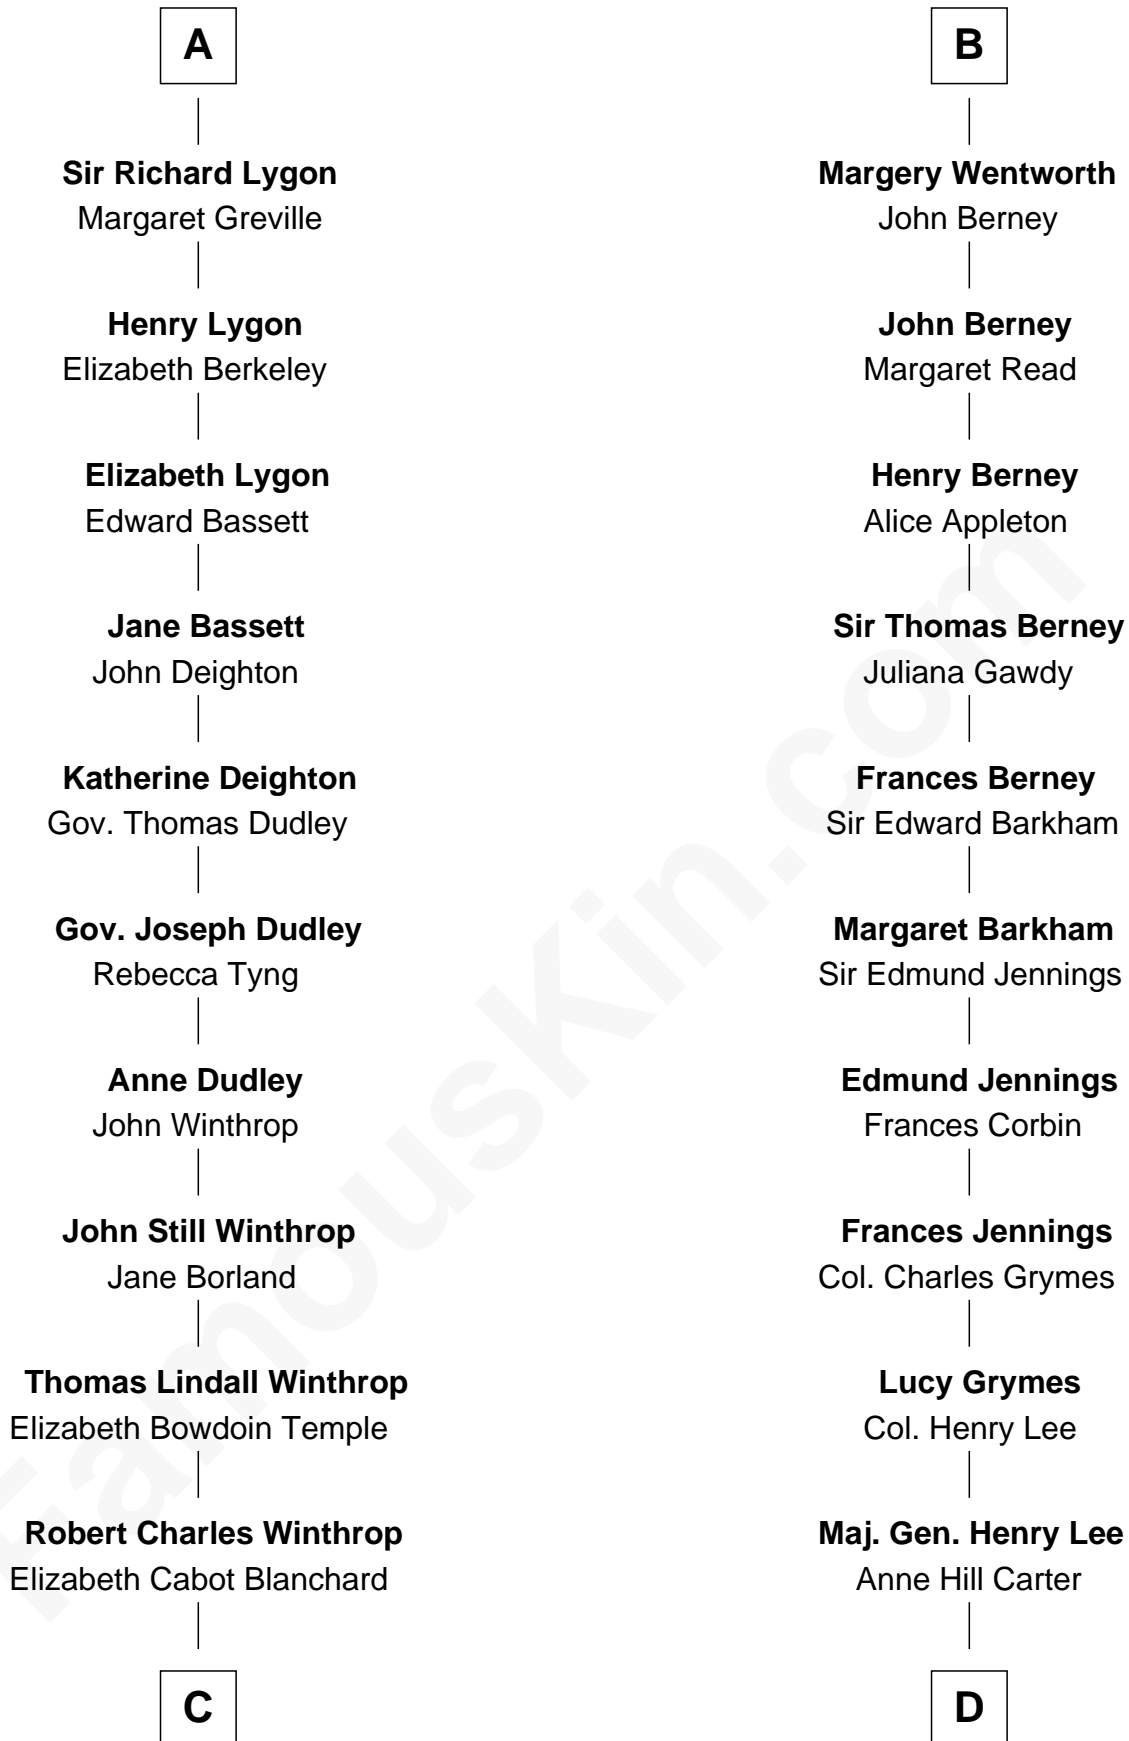 A
Sir Richard Lygon
Margaret Greville
Henry Lygon
Elizabeth Berkeley
Elizabeth Lygon
Edward Bassett
Jane Bassett
John Deighton
Katherine Deighton
Gov. Thomas Dudley
Gov. Joseph Dudley
Rebecca Tyng
Anne Dudley
John Winthrop
John Still Winthrop
Jane Borland
Thomas Lindall Winthrop
Elizabeth Bowdoin Temple
Robert Charles Winthrop
Elizabeth Cabot Blanchard
C
B
Margery Wentworth
John Berney
John Berney
Margaret Read
Henry Berney
Alice Appleton
Sir Thomas Berney
Juliana Gawdy
Frances Berney
Sir Edward Barkham
Margaret Barkham
Sir Edmund Jennings
Edmund Jennings
Frances Corbin
Frances Jennings
Col. Charles Grymes
Lucy Grymes
Col. Henry Lee
Maj. Gen. Henry Lee
Anne Hill Carter
D
FamousKin.com